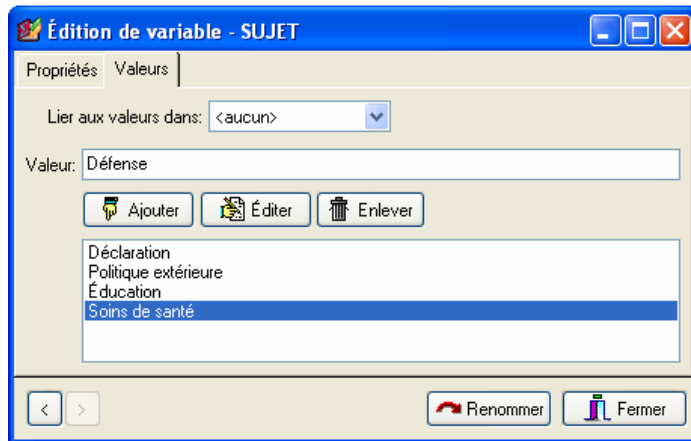 Édition de variable - SUJET
Propriétés Valeurs
Lier aux valeurs dans: <aucun>
Valeur: Défense
Ajouter Éditer Enlever
Déclaration
Politique extérieure
Éducation
Soins de santé
< > Renommer Fermer